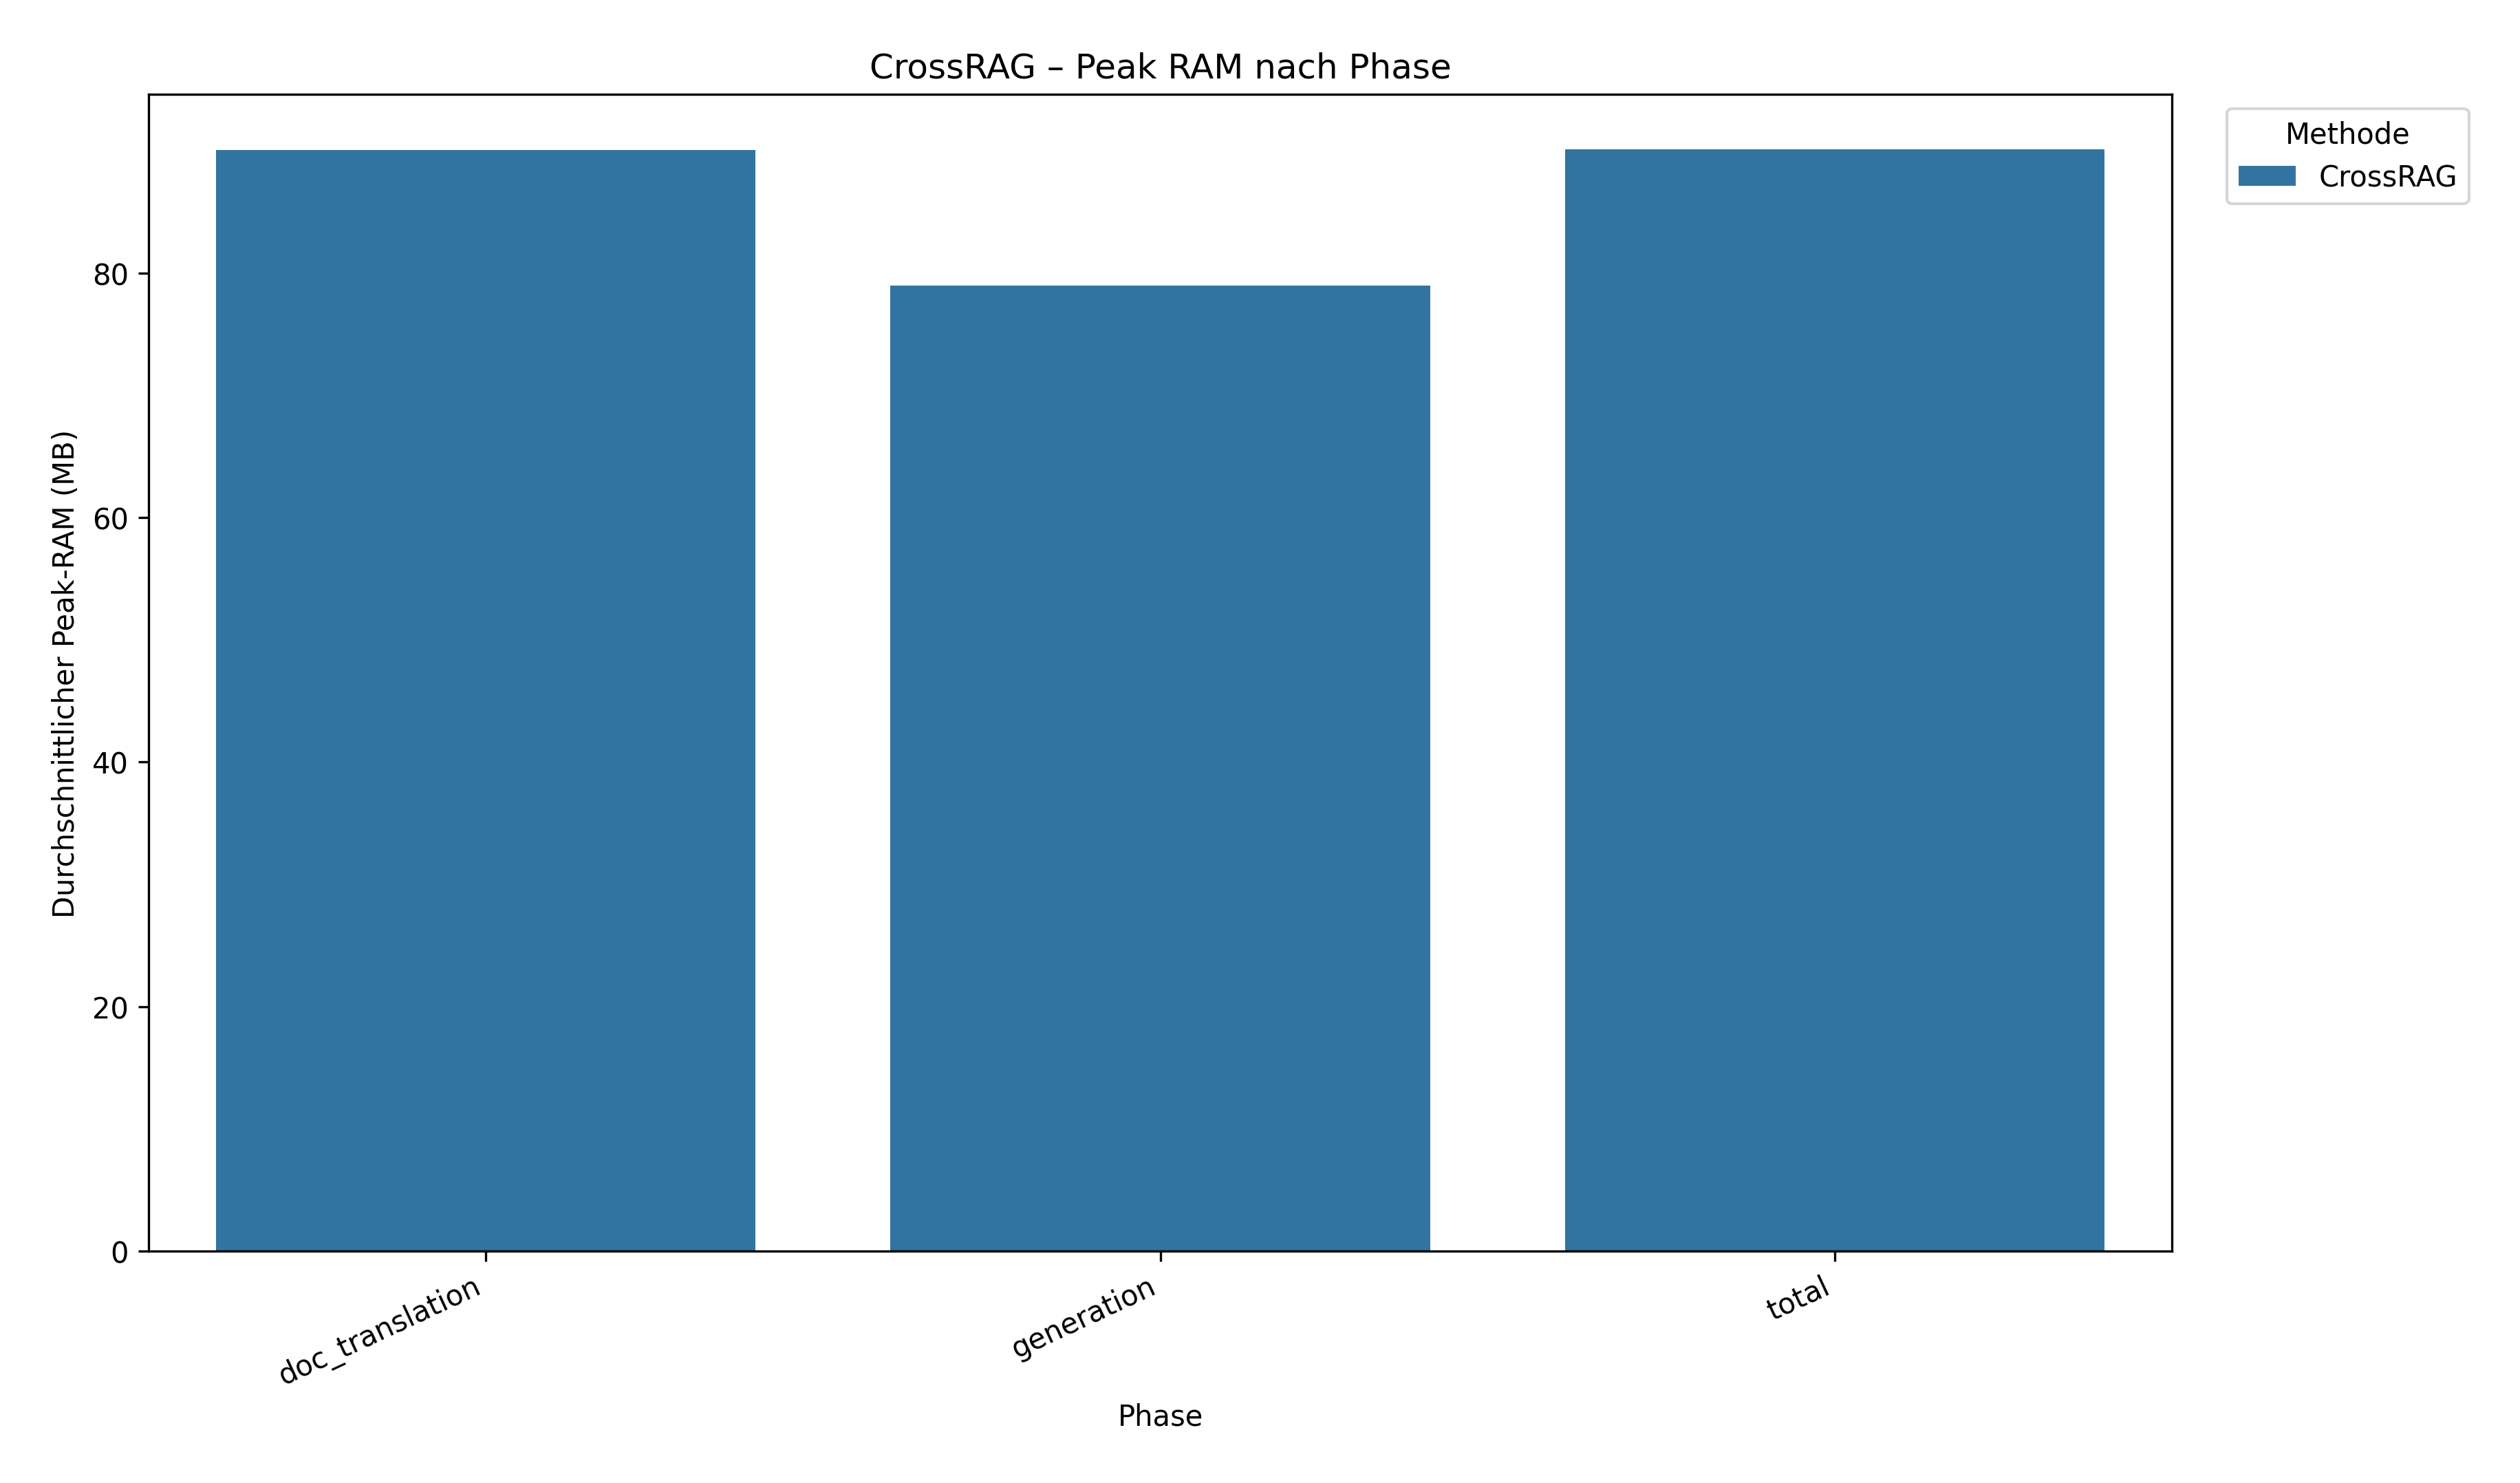 CrossRAG – Peak RAM nach Phase
Methode
CrossRAG
Durchschnittlicher Peak-RAM (MB)
80
60
40
20
0
doc_translation
generation
total
Phase